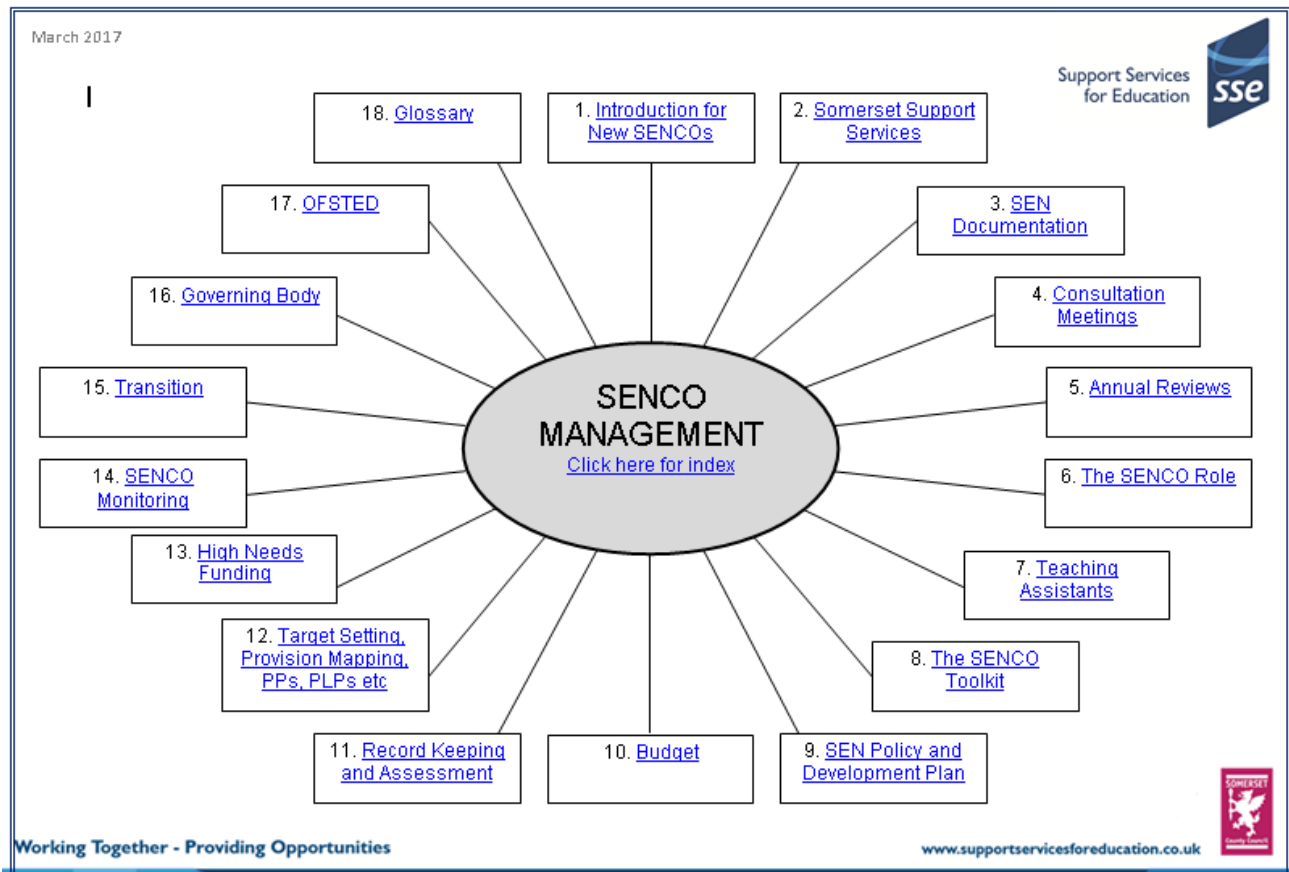 March 2017
Support Services
for Education
sse
1. Introduction for
New SENCOs
2. Somerset Support
Services
3. SEN
Documentation
4. Consultation
Meetings
5. Annual Reviews
6. The SENCO Role
7. Teaching
Assistants
8. The SENCO
Toolkit
9. SEN Policy and
Development Plan
10. Budget
11. Record Keeping
and Assessment
12. Target Setting,
Provision Mapping,
PPs, PLPs etc
13. High Needs
Funding
14. SENCO
Monitoring
15. Transition
16. Governing Body
17. OFSTED
18. Glossary
SENCO
MANAGEMENT
Click here for index
SOMERSET
County Council
Working Together - Providing Opportunities
www.supportservicesforeducation.co.uk